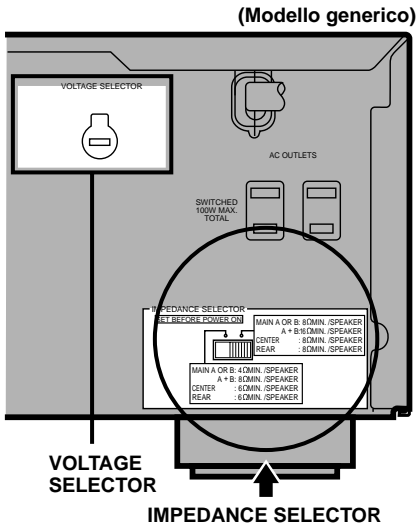 (Modello generico)
VOLTAGE SELECTOR
AC OUTLETS
SWITCHED
100W MAX.
TOTAL
IMPEDANCE SELECTOR
SET BEFORE POWER ON
MAIN A OR B: 8ΩMIN. /SPEAKER
A + B:16ΩMIN. /SPEAKER
CENTER : 8ΩMIN. /SPEAKER
REAR : 8ΩMIN. /SPEAKER
MAIN A OR B: 4ΩMIN. /SPEAKER
A + B: 8ΩMIN. /SPEAKER
CENTER : 6ΩMIN. /SPEAKER
REAR : 6ΩMIN. /SPEAKER
VOLTAGE
SELECTOR
IMPEDANCE SELECTOR